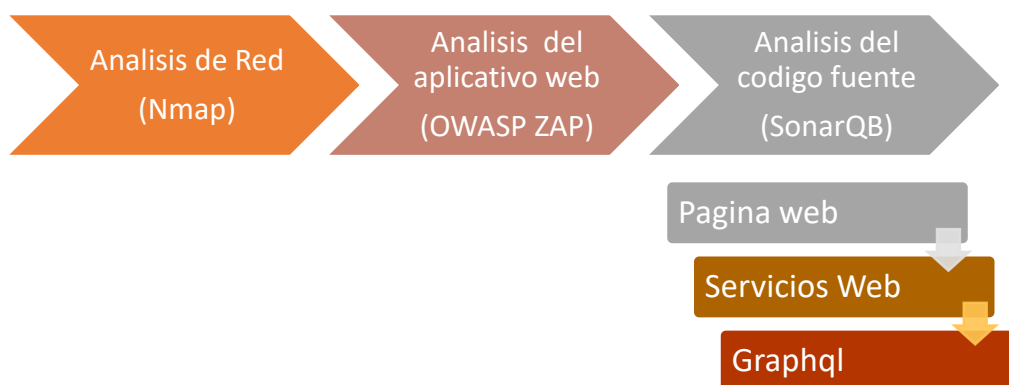 Analisis de Red
(Nmap)
Analisis del
aplicativo web
(OWASP ZAP)
Analisis del
codigo fuente
(SonarQB)
Pagina web
Servicios Web
Graphql